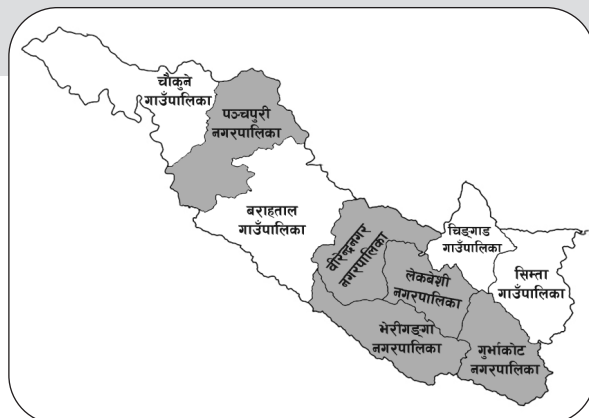 चौकुने
गाउँपालिका
पञ्चपुरी
नगरपालिका
बराहताल
गाउँपालिका
वीरेन्द्रनगर
नगरपालिका
चिङ्गाड
गाउँपालिका
लेकबेशी
नगरपालिका
सिम्ता
गाउँपालिका
भेरीगङ्गा
नगरपालिका
गुर्भाकोट
नगरपालिका